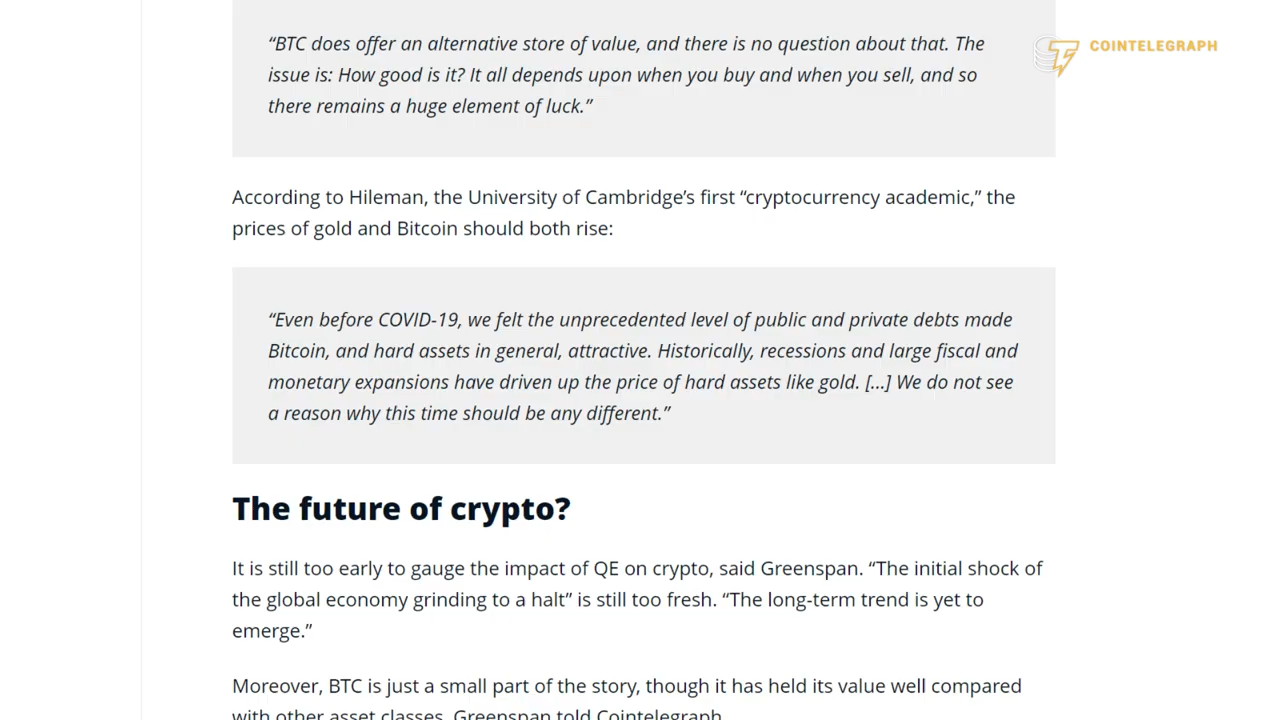 “BTC does offer an alternative store of value, and there is no question about that. The
issue is: How good is it? It all depends upon when you buy and when you sell, and so
there remains a huge element of luck.”
COINTELEGRAPH
According to Hileman, the University of Cambridge’s first “cryptocurrency academic,” the
prices of gold and Bitcoin should both rise:
“Even before COVID-19, we felt the unprecedented level of public and private debts made
Bitcoin, and hard assets in general, attractive. Historically, recessions and large fiscal and
monetary expansions have driven up the price of hard assets like gold. [...] We do not see
a reason why this time should be any different.”
The future of crypto?
It is still too early to gauge the impact of QE on crypto, said Greenspan. “The initial shock of
the global economy grinding to a halt” is still too fresh. “The long-term trend is yet to
emerge.”
Moreover, BTC is just a small part of the story, though it has held its value well compared
with other asset classes, Greenspan told Cointelegraph.